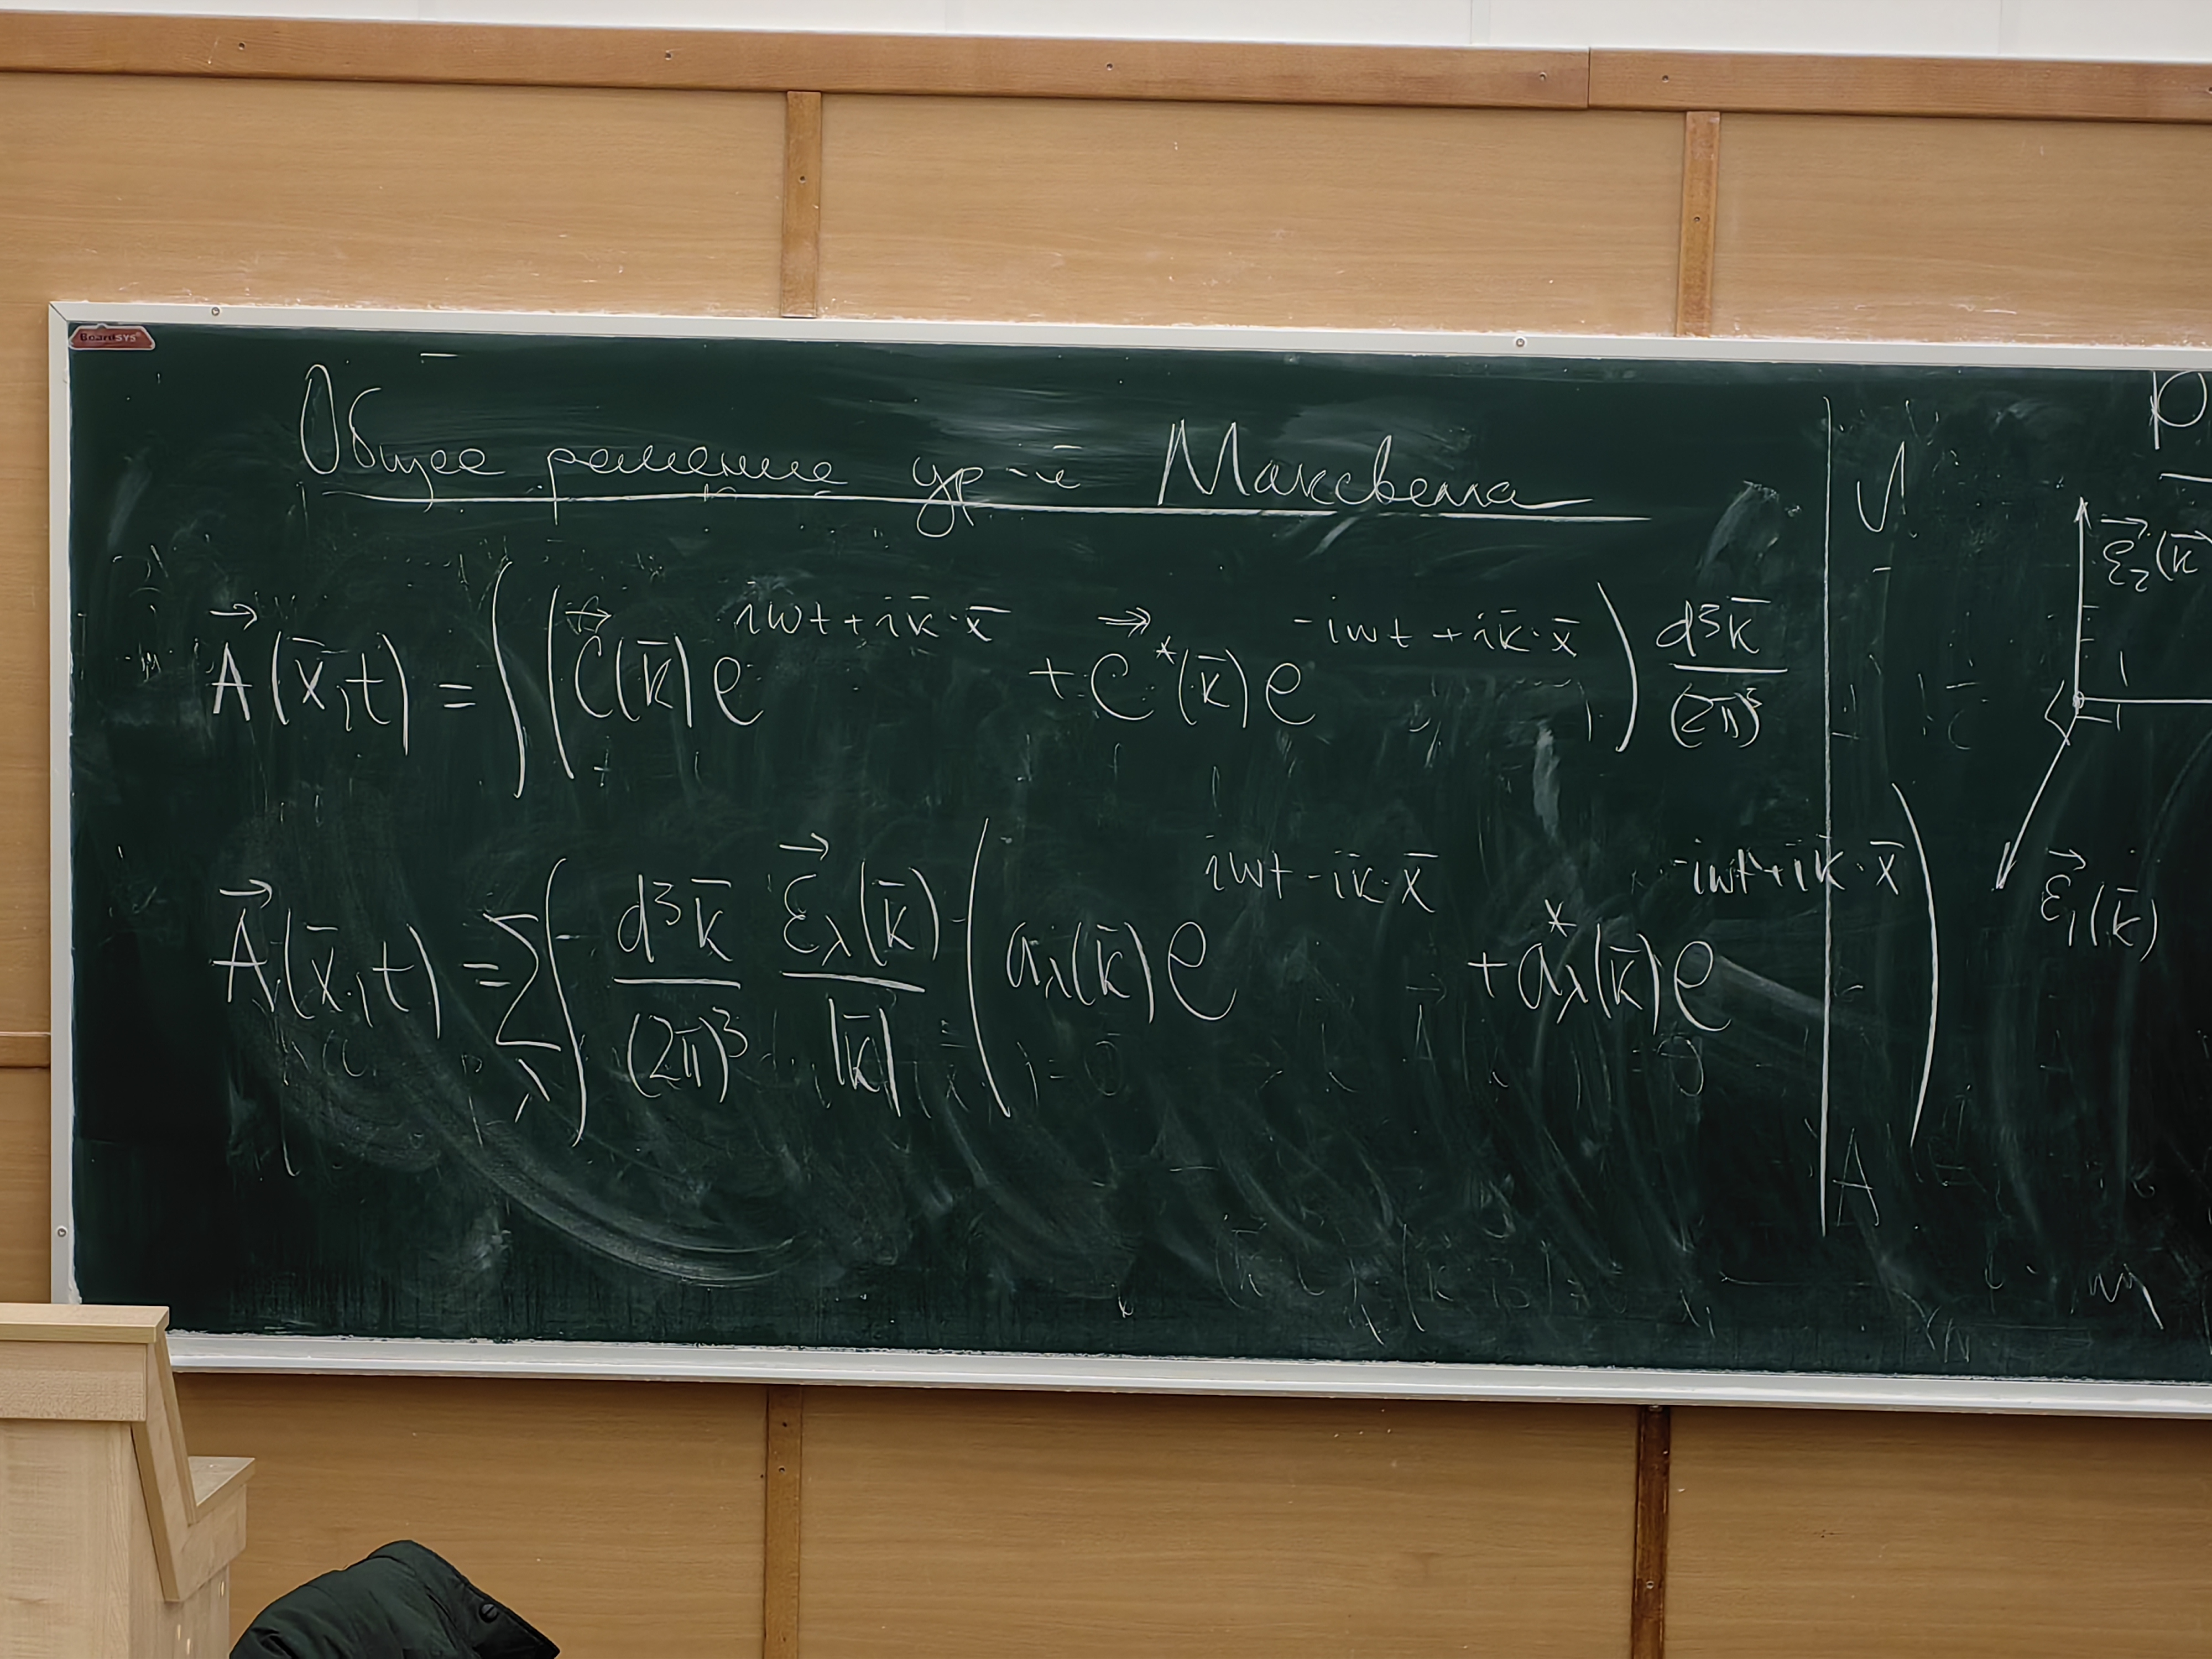 BoardSYS
Общее решение ур-й Максвелла
$\vec{A}(\bar{x},t) = \int \left( \vec{C}(\bar{k}) e^{i\omega t + i\bar{k}\cdot\bar{x}} + \vec{C}^*(\bar{k}) e^{-i\omega t + i\bar{k}\cdot\bar{x}} \right) \frac{d^3\bar{k}}{(2\pi)^3}$
$\vec{A}(\bar{x},t) = \sum_\lambda \int \frac{d^3\bar{k}}{(2\pi)^3} \frac{\vec{\varepsilon}_\lambda(\bar{k})}{|\bar{k}|} \left( a_\lambda(\bar{k}) e^{i\omega t - i\bar{k}\cdot\bar{x}} + a^*_\lambda(\bar{k}) e^{-i\omega t + i\bar{k}\cdot\bar{x}} \right)$
$\vec{\varepsilon}_2(\bar{k}$
$\vec{\varepsilon}_1(\bar{k})$